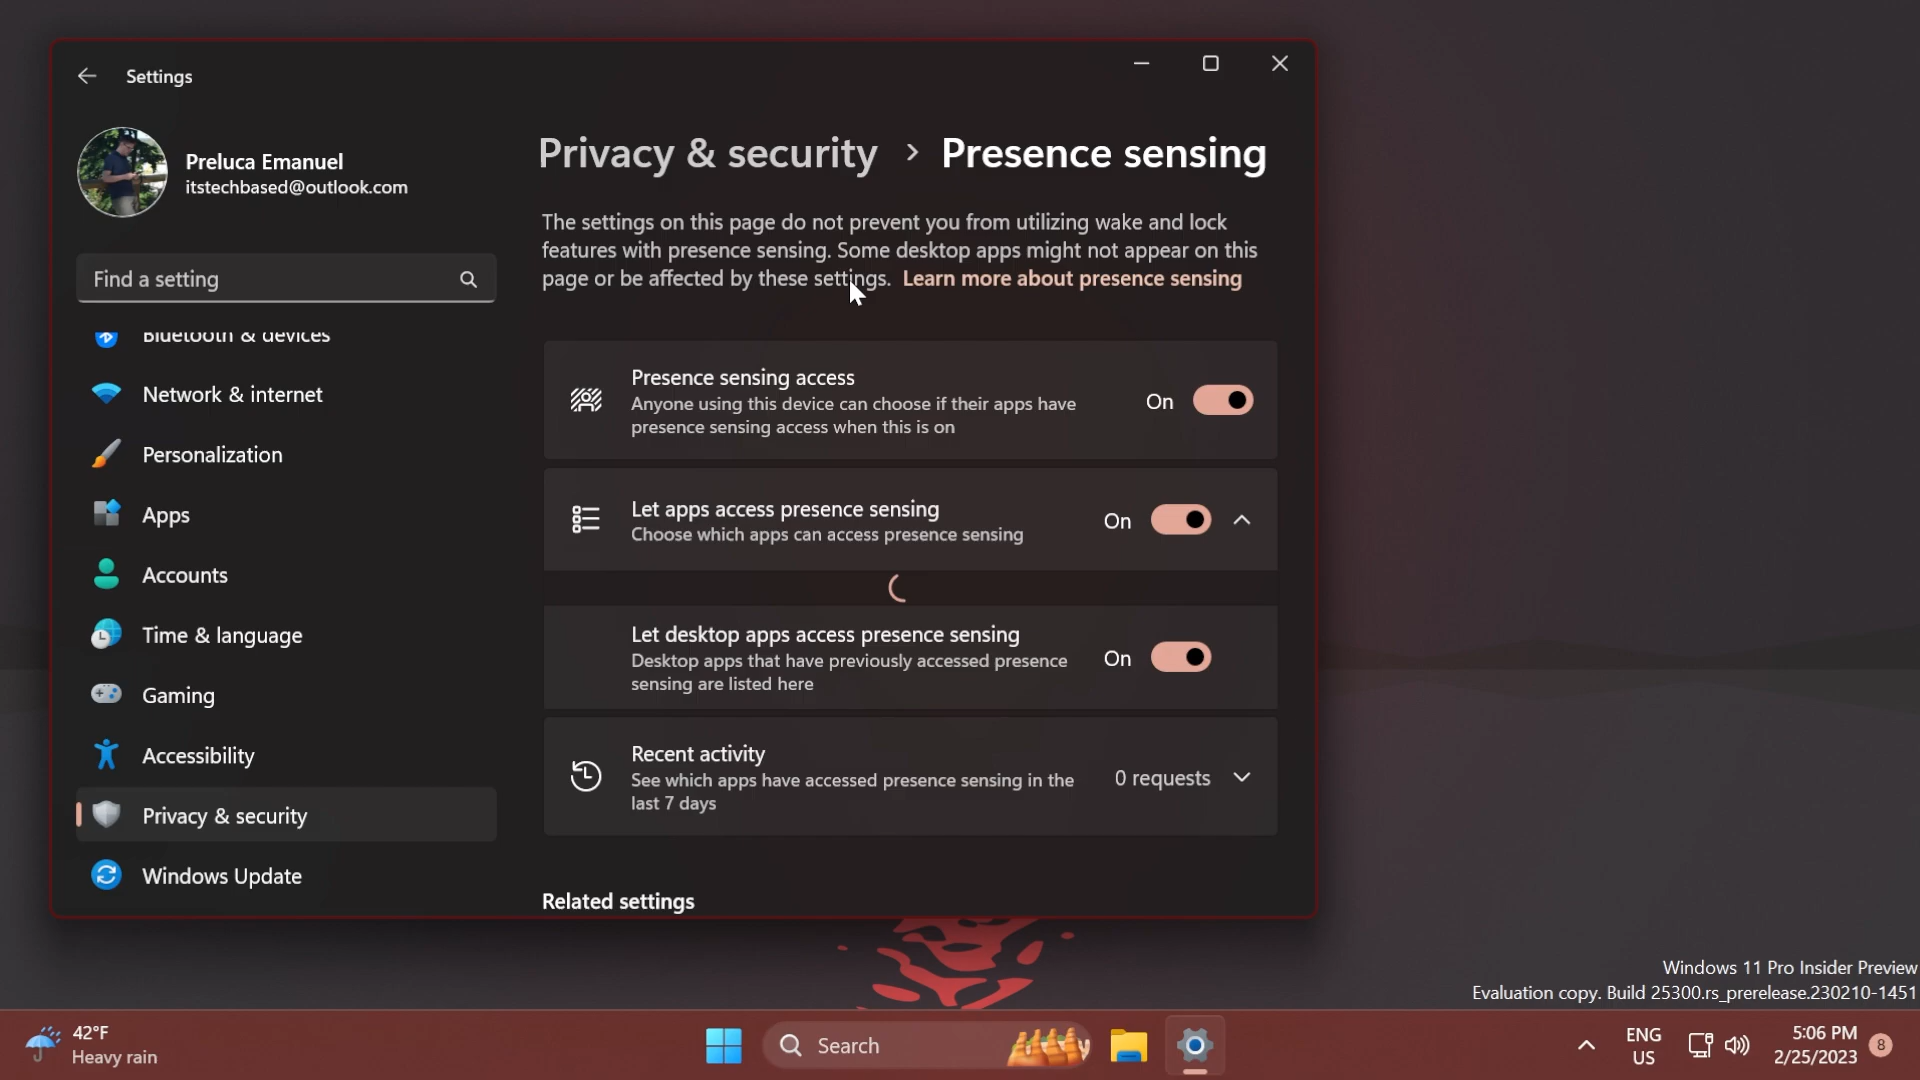 Settings
Preluca Emanuel
itstechbased@outlook.com
Find a setting
Bluetooth & devices
Network & internet
Personalization
Apps
Accounts
Time & language
Gaming
Accessibility
Privacy & security
Windows Update
Privacy & security > Presence sensing
The settings on this page do not prevent you from utilizing wake and lock
features with presence sensing. Some desktop apps might not appear on this
page or be affected by these settings. Learn more about presence sensing
Presence sensing access
Anyone using this device can choose if their apps have
presence sensing access when this is on
On
Let apps access presence sensing
Choose which apps can access presence sensing
On
Let desktop apps access presence sensing
Desktop apps that have previously accessed presence
sensing are listed here
On
Recent activity
See which apps have accessed presence sensing in the
last 7 days
0 requests
Related settings
Windows 11 Pro Insider Preview
Evaluation copy. Build 25300.rs_prerelease.230210-1451
42°F
Heavy rain
Search
ENG
US
5:06 PM
2/25/2023
8